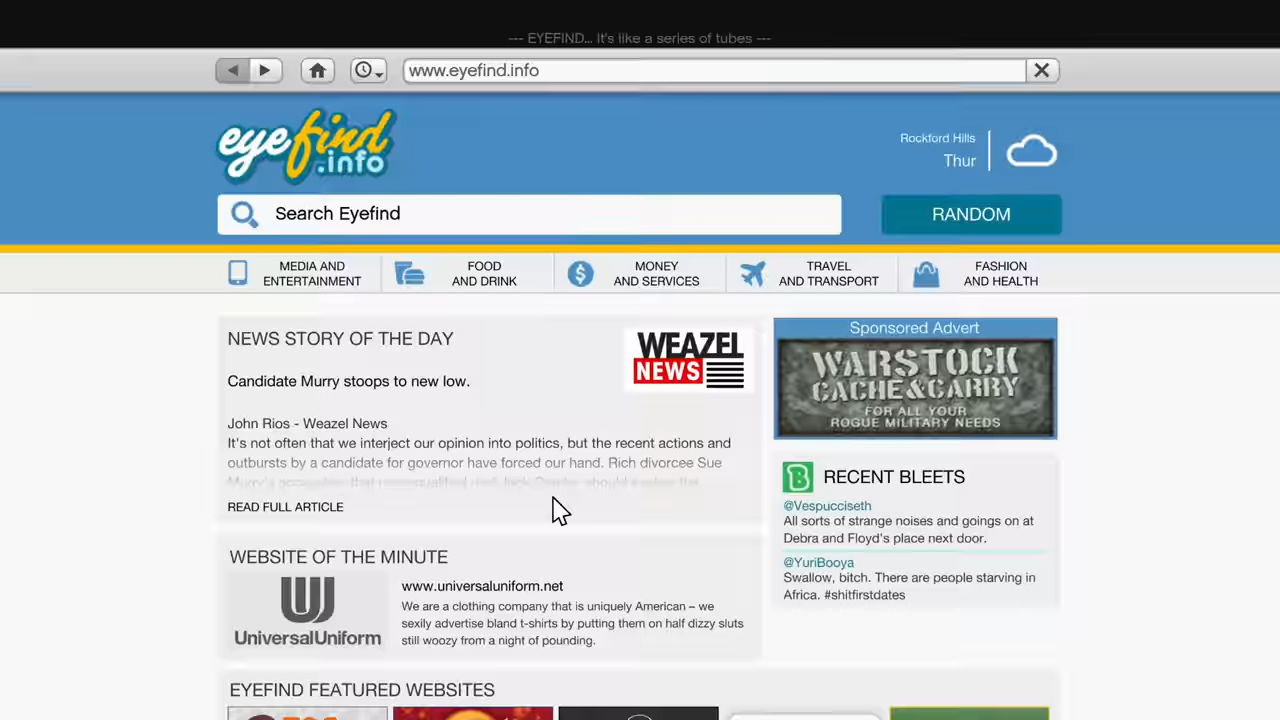 --- EYEFIND... It's like a series of tubes ---
www.eyefind.info
eyefind
.info
Rockford Hills
Thur
Search Eyefind
RANDOM
MEDIA AND
ENTERTAINMENT
FOOD
AND DRINK
MONEY
AND SERVICES
TRAVEL
AND TRANSPORT
FASHION
AND HEALTH
NEWS STORY OF THE DAY
WEAZEL
NEWS
Candidate Murry stoops to new low.
John Rios - Weazel News
It's not often that we interject our opinion into politics, but the recent actions and
outbursts by a candidate for governor have forced our hand. Rich divorcee Sue
Murry's that Jock should the
READ FULL ARTICLE
Sponsored Advert
WARSTOCK
CACHE&CARRY
FOR ALL YOUR
ROGUE MILITARY NEEDS
RECENT BLEETS
@Vespucciseth
All sorts of strange noises and goings on at
Debra and Floyd's place next door.
@YuriBooya
Swallow, bitch. There are people starving in
Africa. #shitfirstdates
WEBSITE OF THE MINUTE
UniversalUniform
www.universaluniform.net
We are a clothing company that is uniquely American – we
sexily advertise bland t-shirts by putting them on half dizzy sluts
still woozy from a night of pounding.
EYEFIND FEATURED WEBSITES